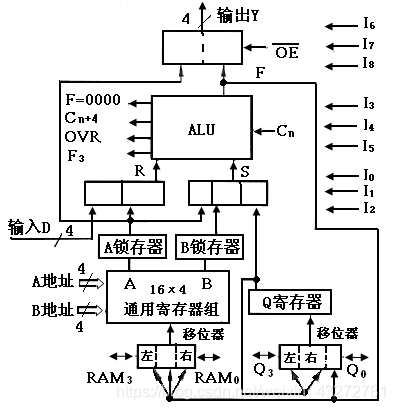 4 输出Y
I₆
I₇
OE
I₈
F
F=0000
I₃
Cn+4
ALU
I₄
OVR
Cn
F₃
I₅
R S
I₀
I₁
I₂
输入D 4
A锁存器 B锁存器
4 A B
A地址 16×4
B地址 通用寄存器组 Q寄存器
4
移位器 移位器
左 右 左 右
RAM₃ RAM₀ Q₃ Q₀